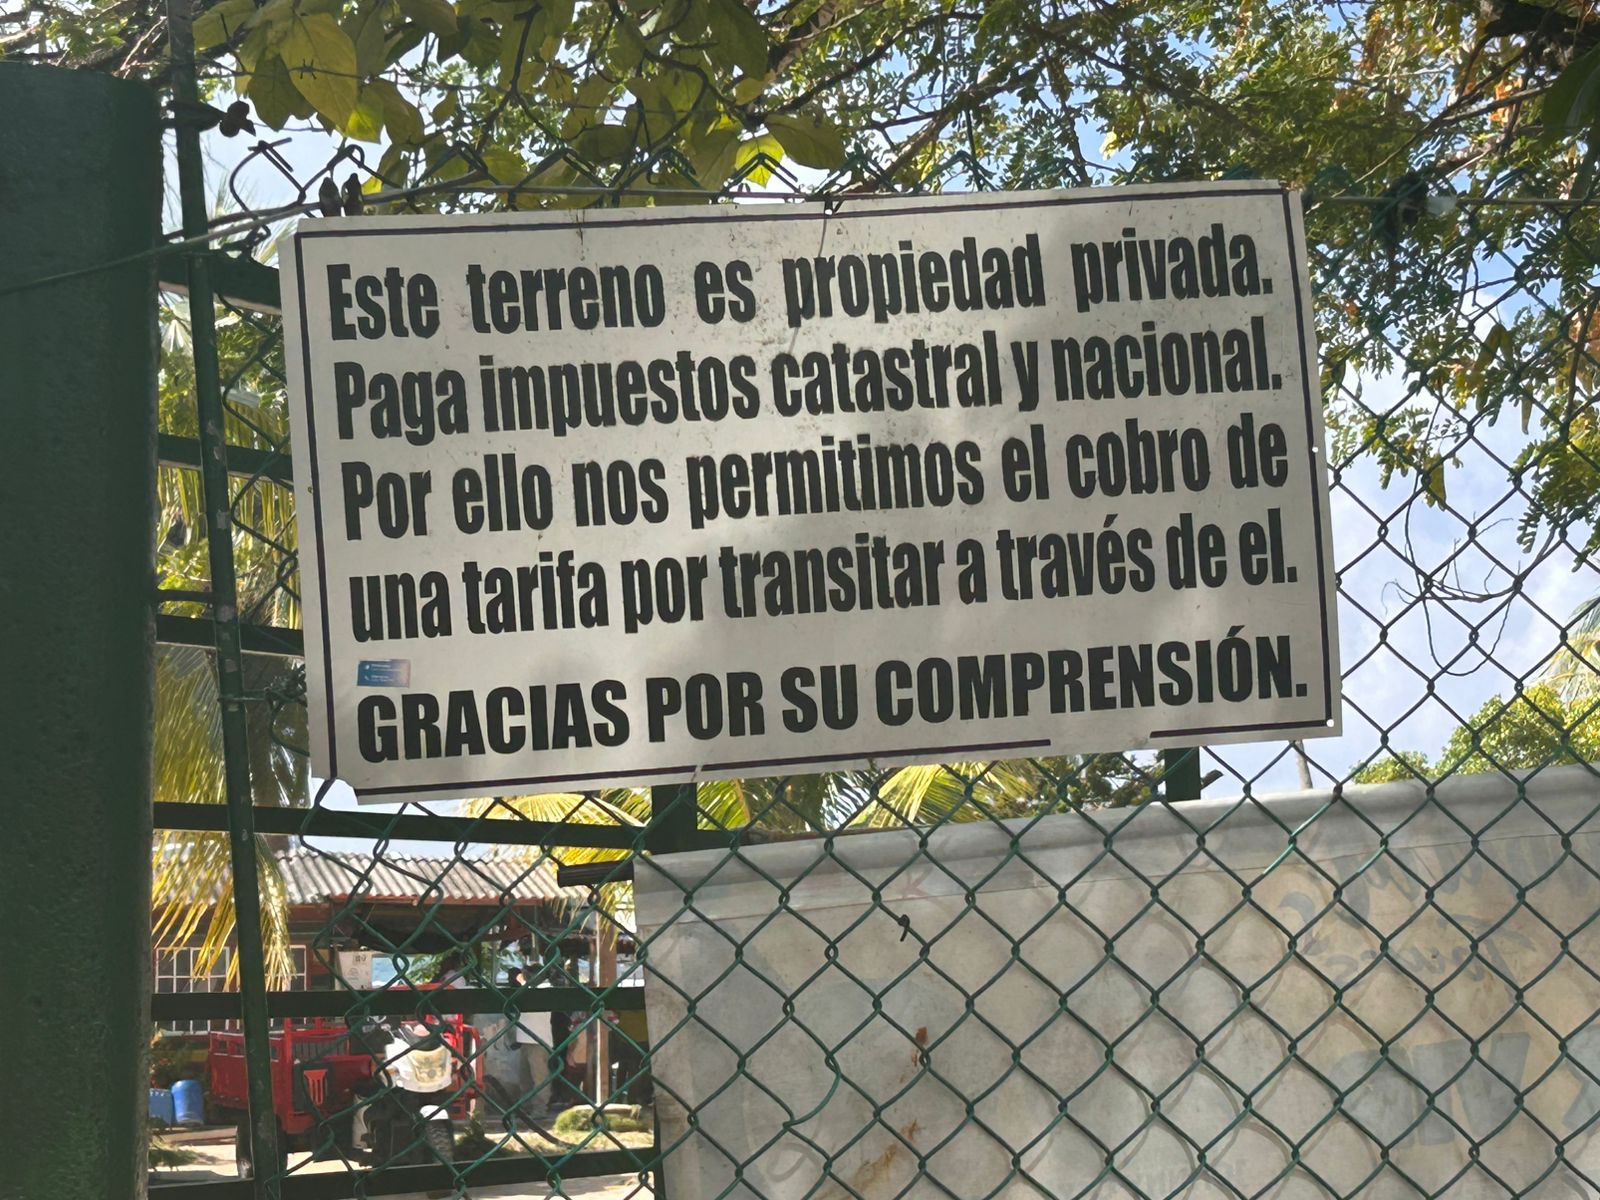 Este terreno es propiedad privada.
Paga impuestos catastral y nacional.
Por ello nos permitimos el cobro de
una tarifa por transitar a través de el.
GRACIAS POR SU COMPRENSIÓN.